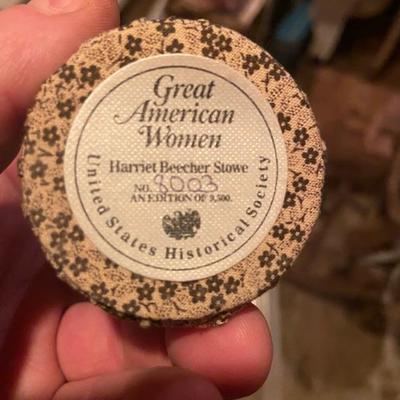 Great
American
Women
Harriet Beecher Stowe
NO. 8003
AN EDITION OF 9,500.
United States Historical Society